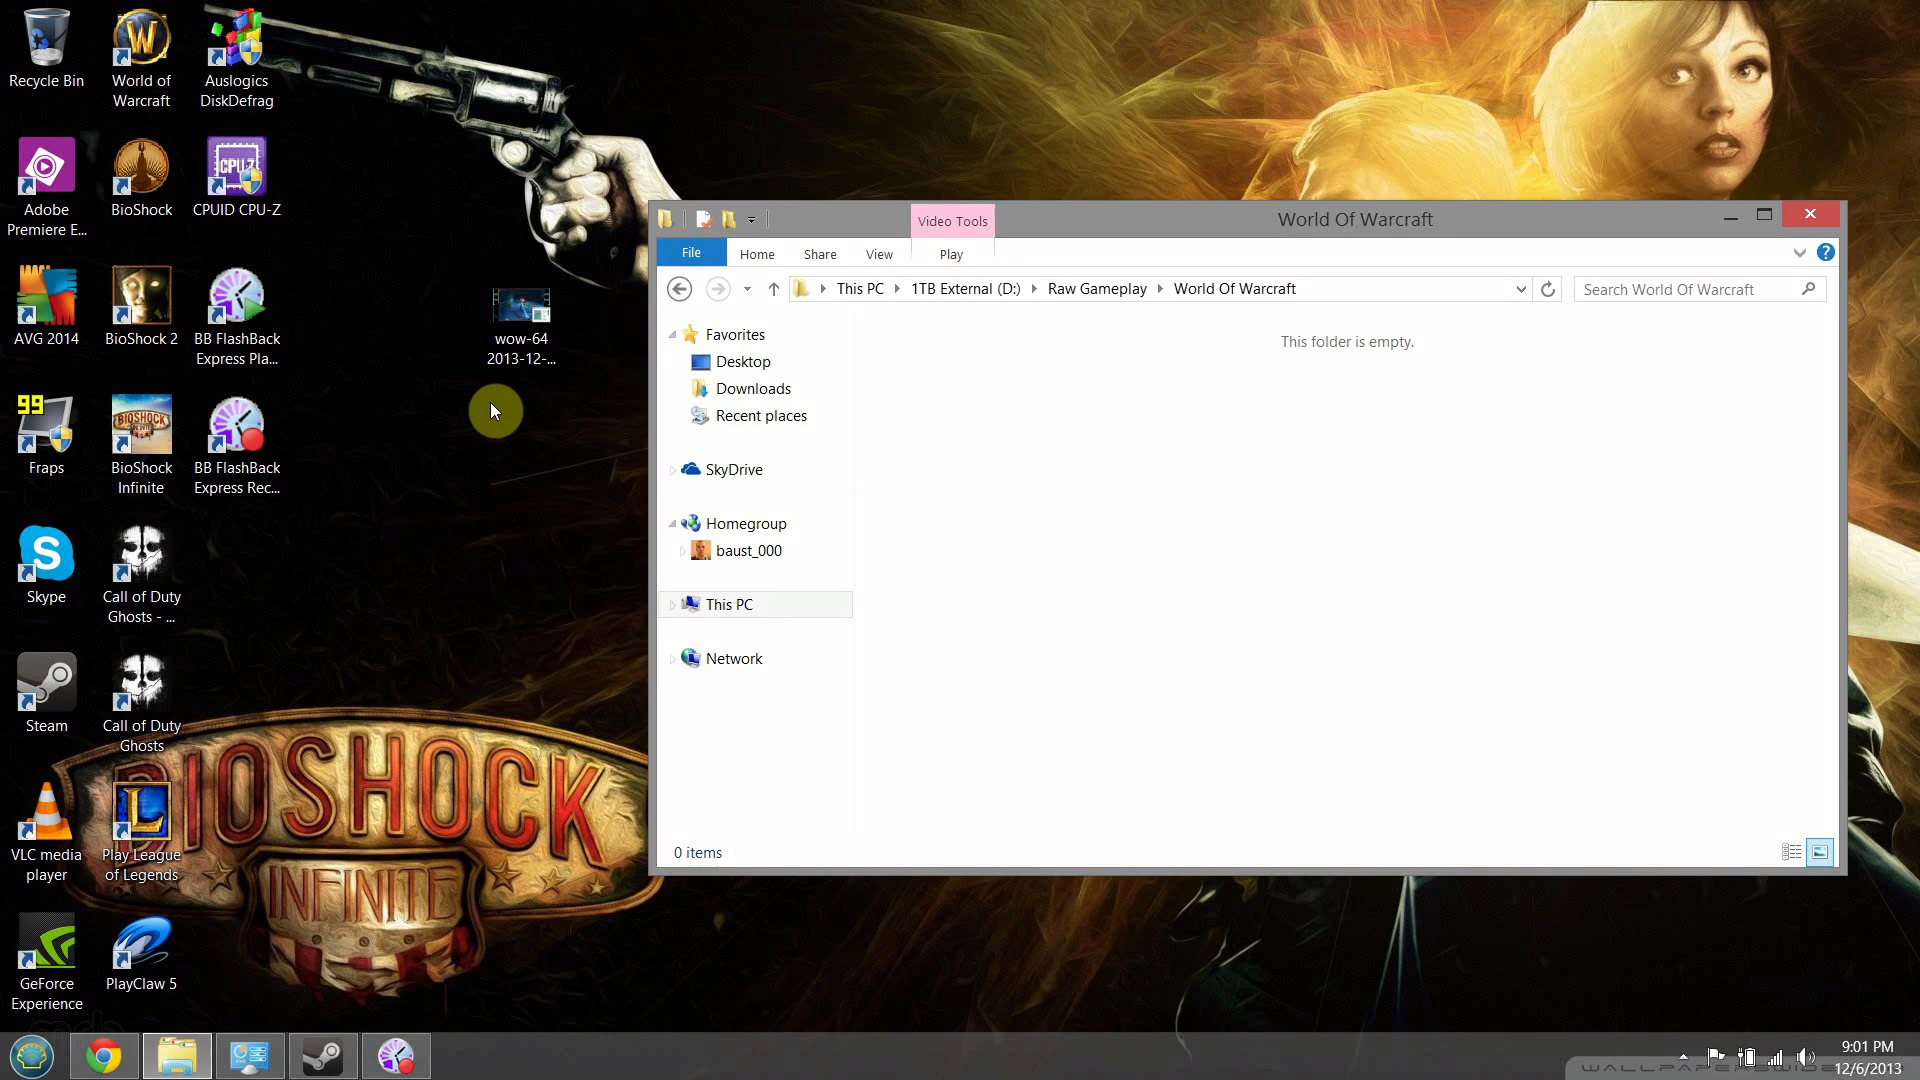 Recycle Bin
World of
Warcraft
Auslogics
DiskDefrag
Adobe
Premiere E...
BioShock
CPU-Z
CPUID CPU-Z
AVG 2014
BioShock 2
BB FlashBack
Express Pla...
99
Fraps
BIOSHOCK
BioShock
Infinite
BB FlashBack
Express Rec...
Skype
Call of Duty
Ghosts - ...
Steam
Call of Duty
Ghosts
VLC media
player
Play League
of Legends
GeForce
Experience
PlayClaw 5
wow-64
2013-12-...
BIOSHOCK
INFINITE
Video Tools
World Of Warcraft
File
Home
Share
View
Play
This PC
1TB External (D:)
Raw Gameplay
World Of Warcraft
Search World Of Warcraft
Favorites
Desktop
Downloads
Recent places
SkyDrive
Homegroup
baust_000
This PC
Network
This folder is empty.
0 items
9:01 PM
12/6/2013